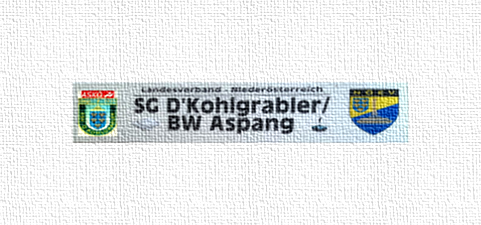 Landesverband - Niederösterreich
SG D'Kohlgrabler/
BW Aspang
ASKÖ